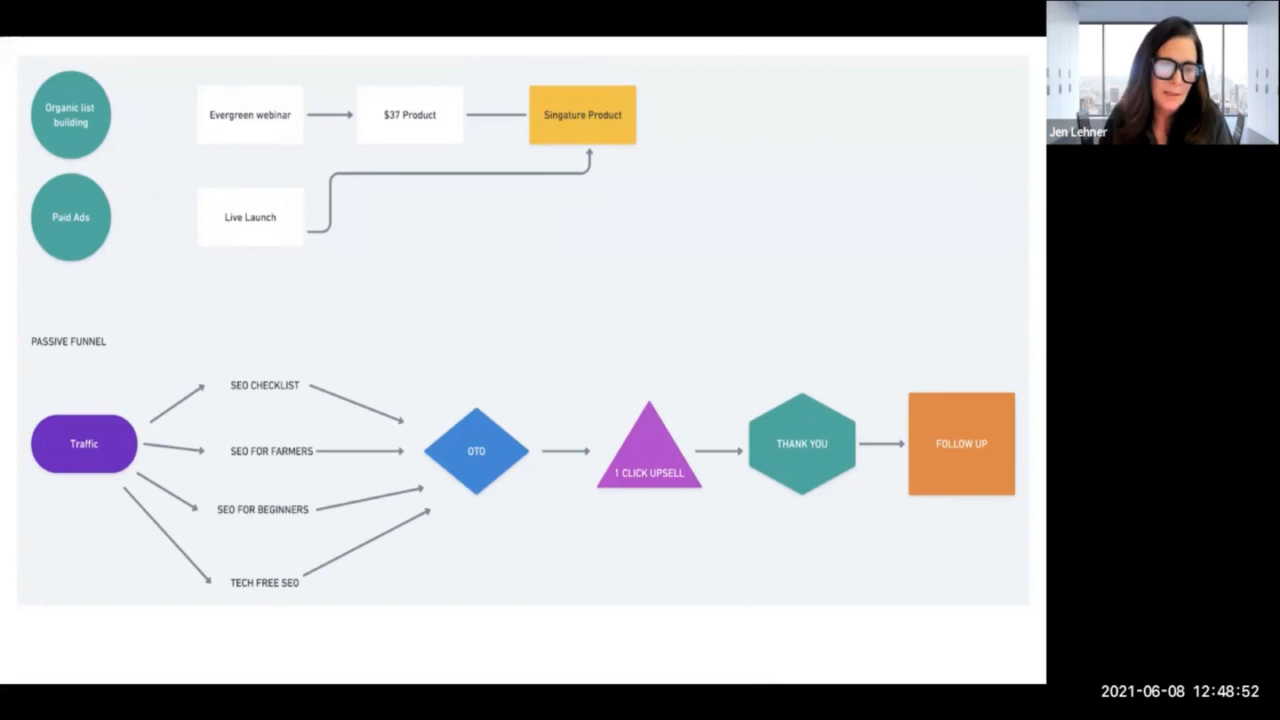 Organic list
building
Evergreen webinar
$37 Product
Singature Product
Jen Lehner
Paid Ads
Live Launch
PASSIVE FUNNEL
SEO CHECKLIST
Traffic
SEO FOR FARMERS
OTO
1 CLICK UPSELL
THANK YOU
FOLLOW UP
SEO FOR BEGINNERS
TECH FREE SEO
2021-06-08 12:48:52